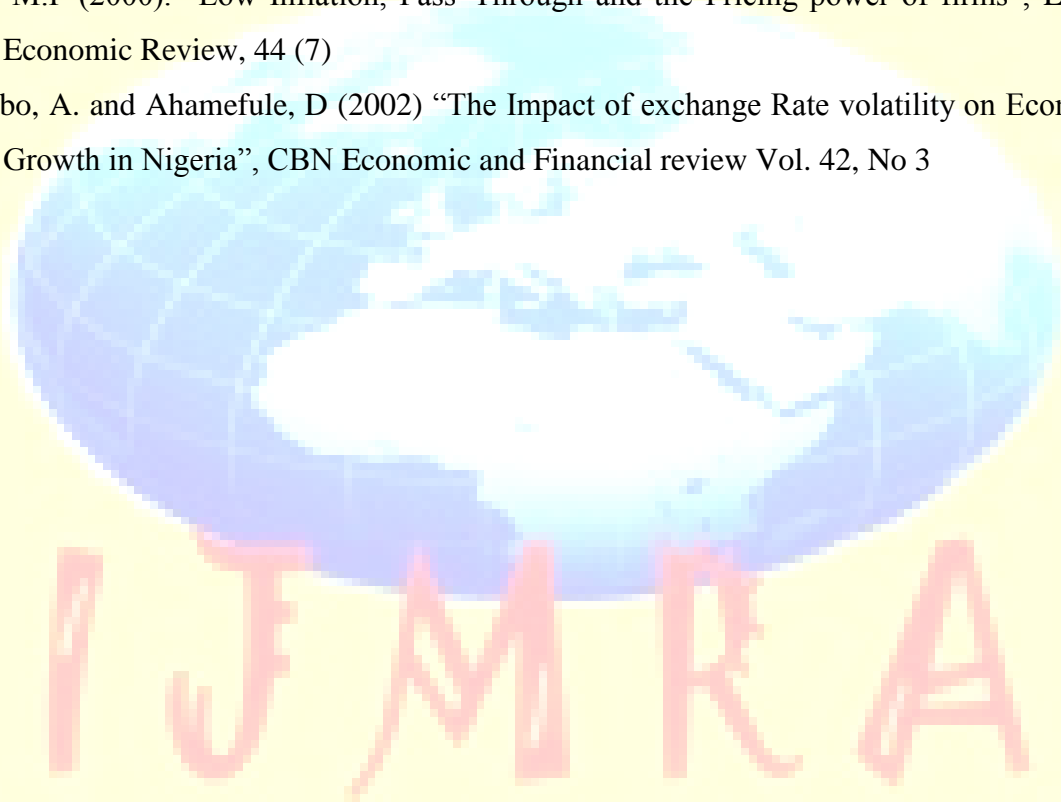 M.P (2000). "Low Inflation, Pass-Through and the Pricing power of firms", E
Economic Review, 44 (7)
bo, A. and Ahamefule, D (2002) “The Impact of exchange Rate volatility on Econ
Growth in Nigeria”, CBN Economic and Financial review Vol. 42, No 3
IJMRA